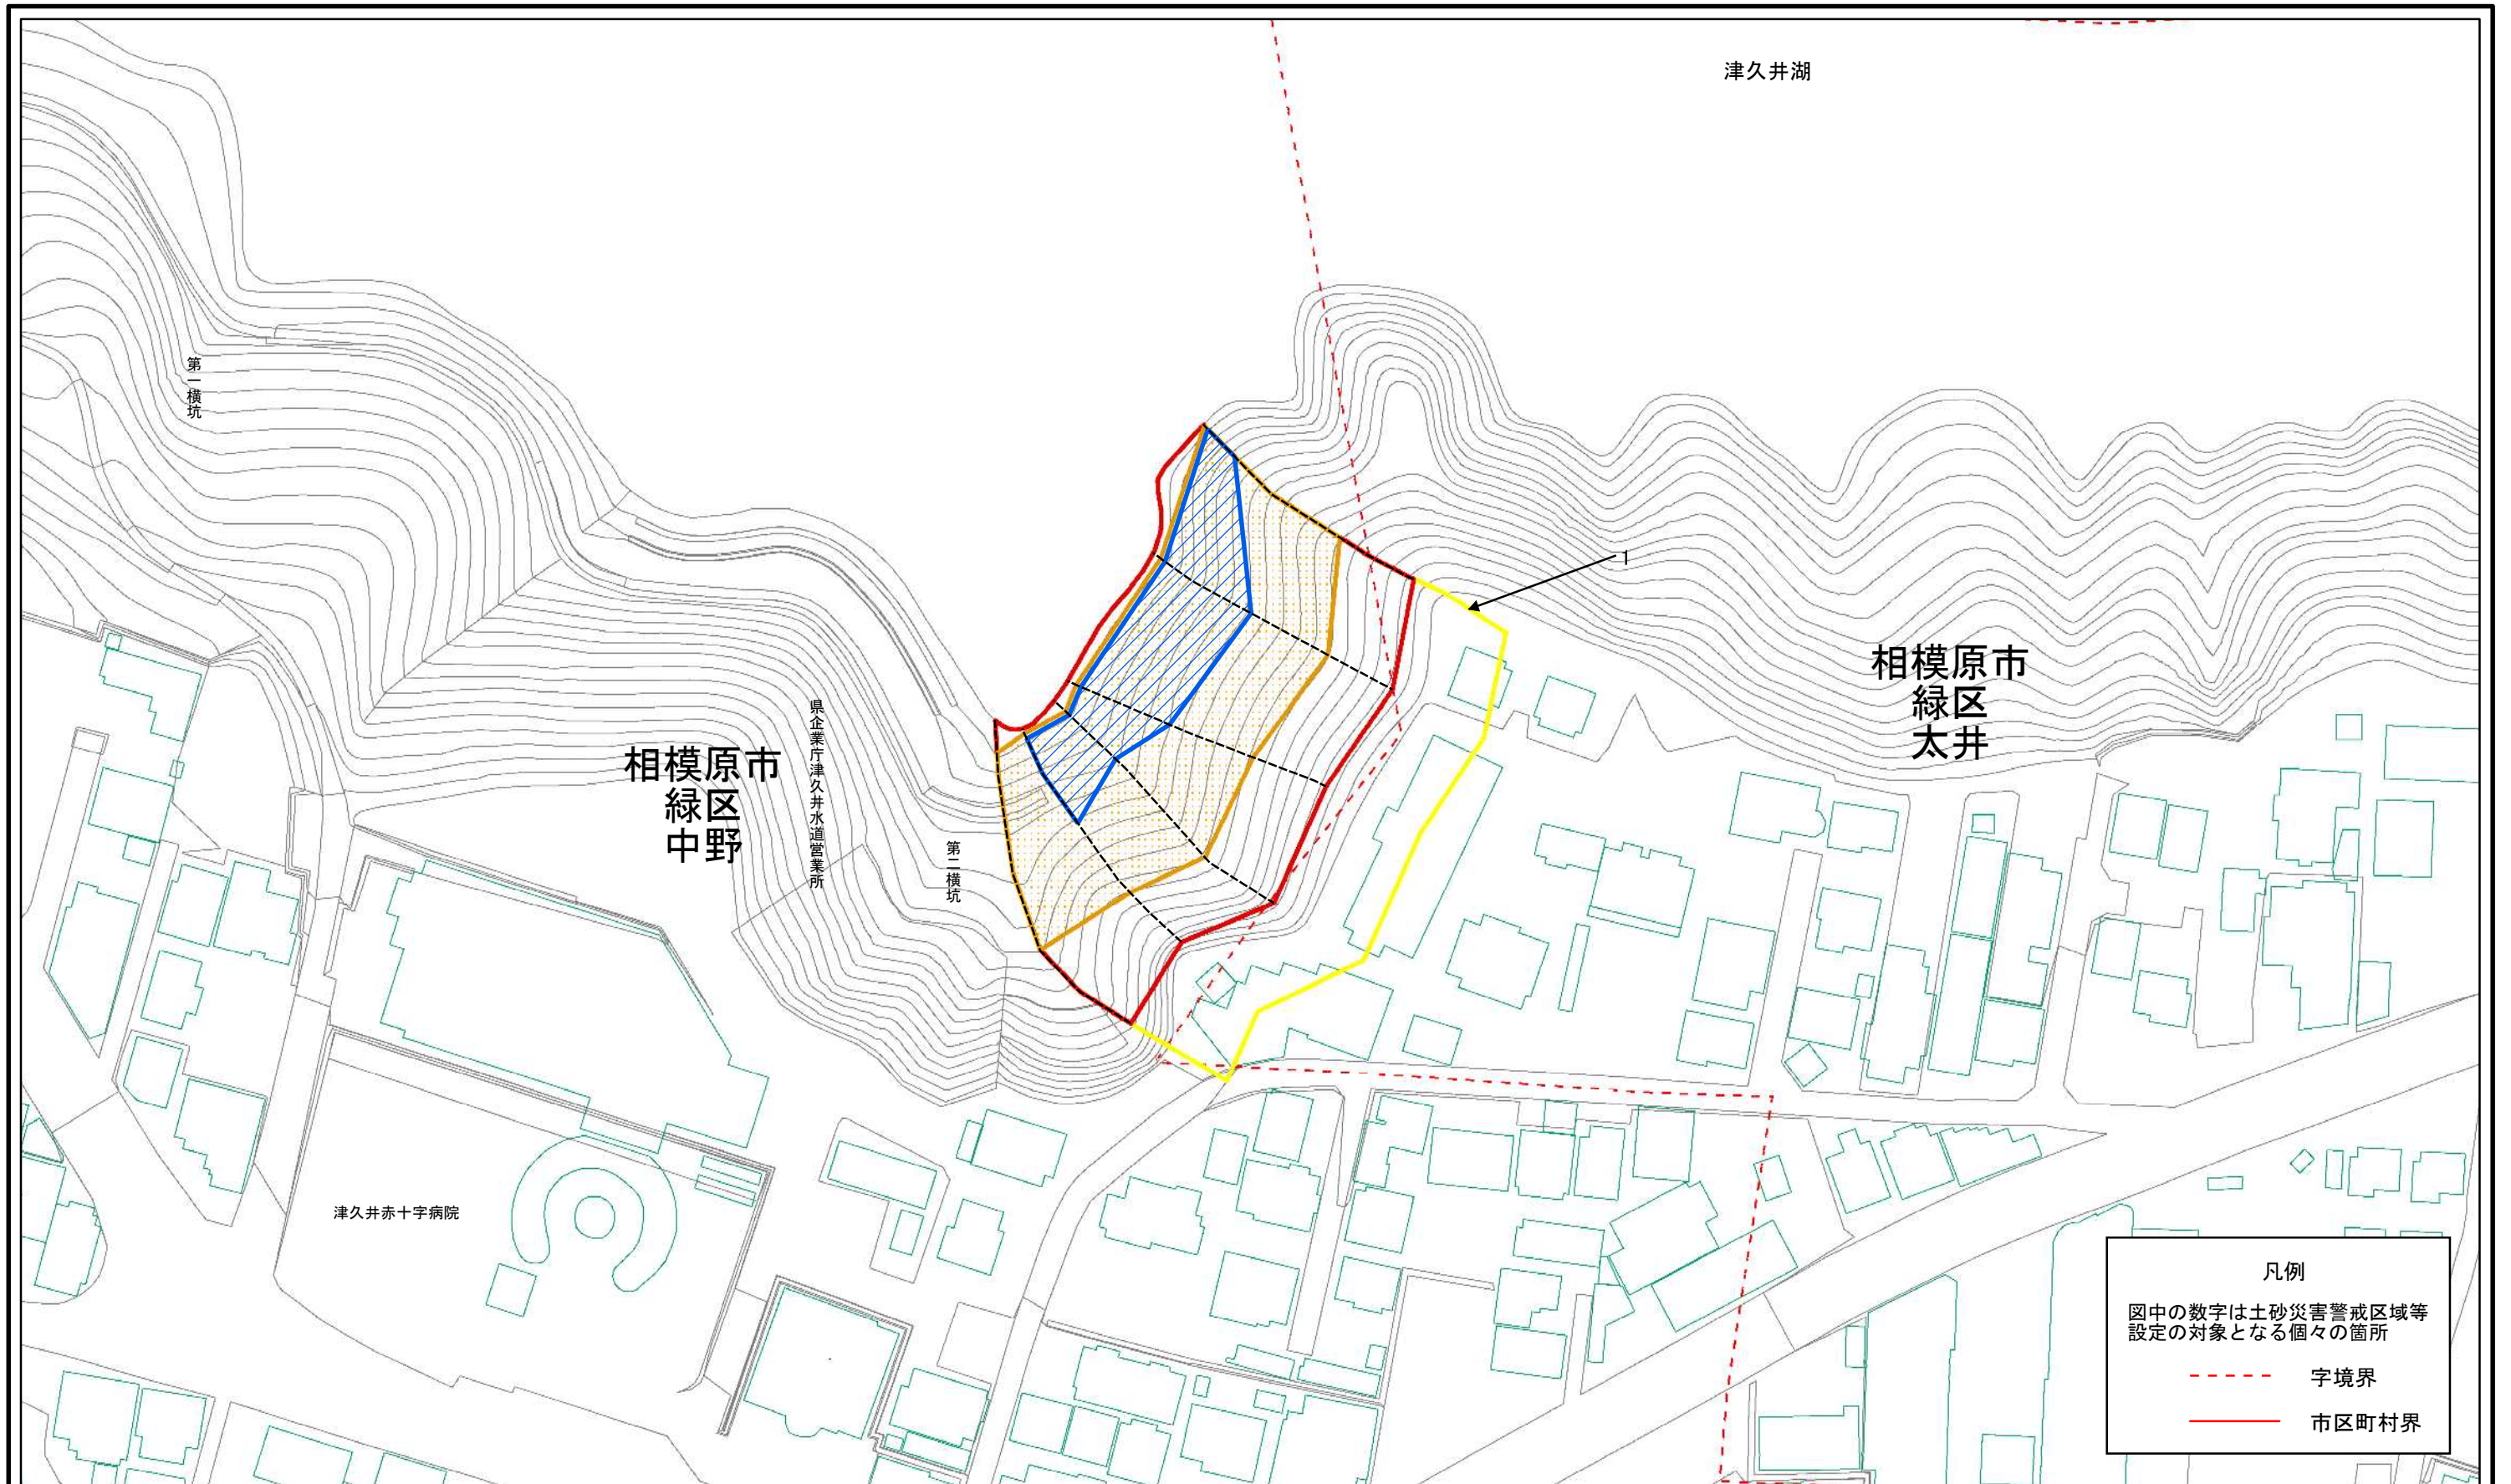 津久井湖
第一横坑
1
相模原市
緑区
太井
相模原市
緑区
中野
県企業庁津久井水道営業所
第二横坑
津久井赤十字病院
凡例
図中の数字は土砂災害警戒区域等
設定の対象となる個々の箇所
字境界
市区町村界